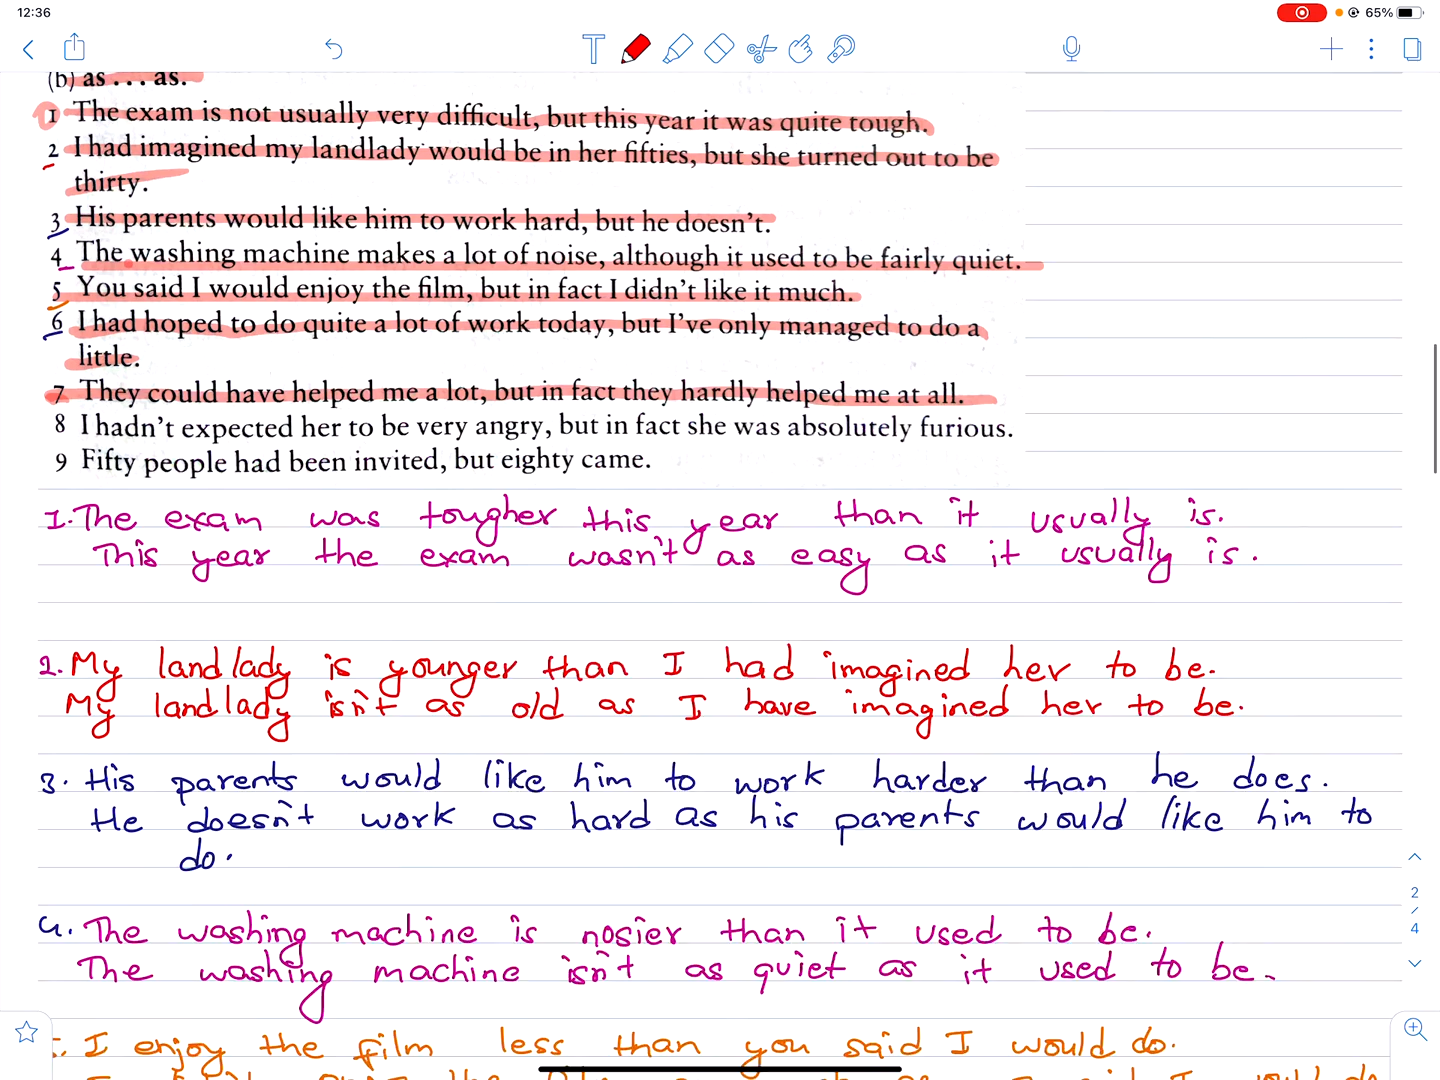 12:36
65%
(b) as . . . as.
1 The exam is not usually very difficult, but this year it was quite tough.
2 I had imagined my landlady would be in her fifties, but she turned out to be
thirty.
3 His parents would like him to work hard, but he doesn't.
4 The washing machine makes a lot of noise, although it used to be fairly quiet.
5 You said I would enjoy the film, but in fact I didn't like it much.
6 I had hoped to do quite a lot of work today, but I've only managed to do a
little.
7 They could have helped me a lot, but in fact they hardly helped me at all.
8 I hadn't expected her to be very angry, but in fact she was absolutely furious.
9 Fifty people had been invited, but eighty came.
1. The exam was tougher this year than it usually is.
This year the exam wasn't as easy as it usually is.
2. My landlady is younger than I had imagined her to be.
My landlady isn't as old as I have imagined her to be.
3. His parents would like him to work harder than he does.
He doesn't work as hard as his parents would like him to
do.
4. The washing machine is nosier than it used to be.
The washing machine isn't as quiet as it used to be.
I enjoy the film less than you said I would do.
2
/
4